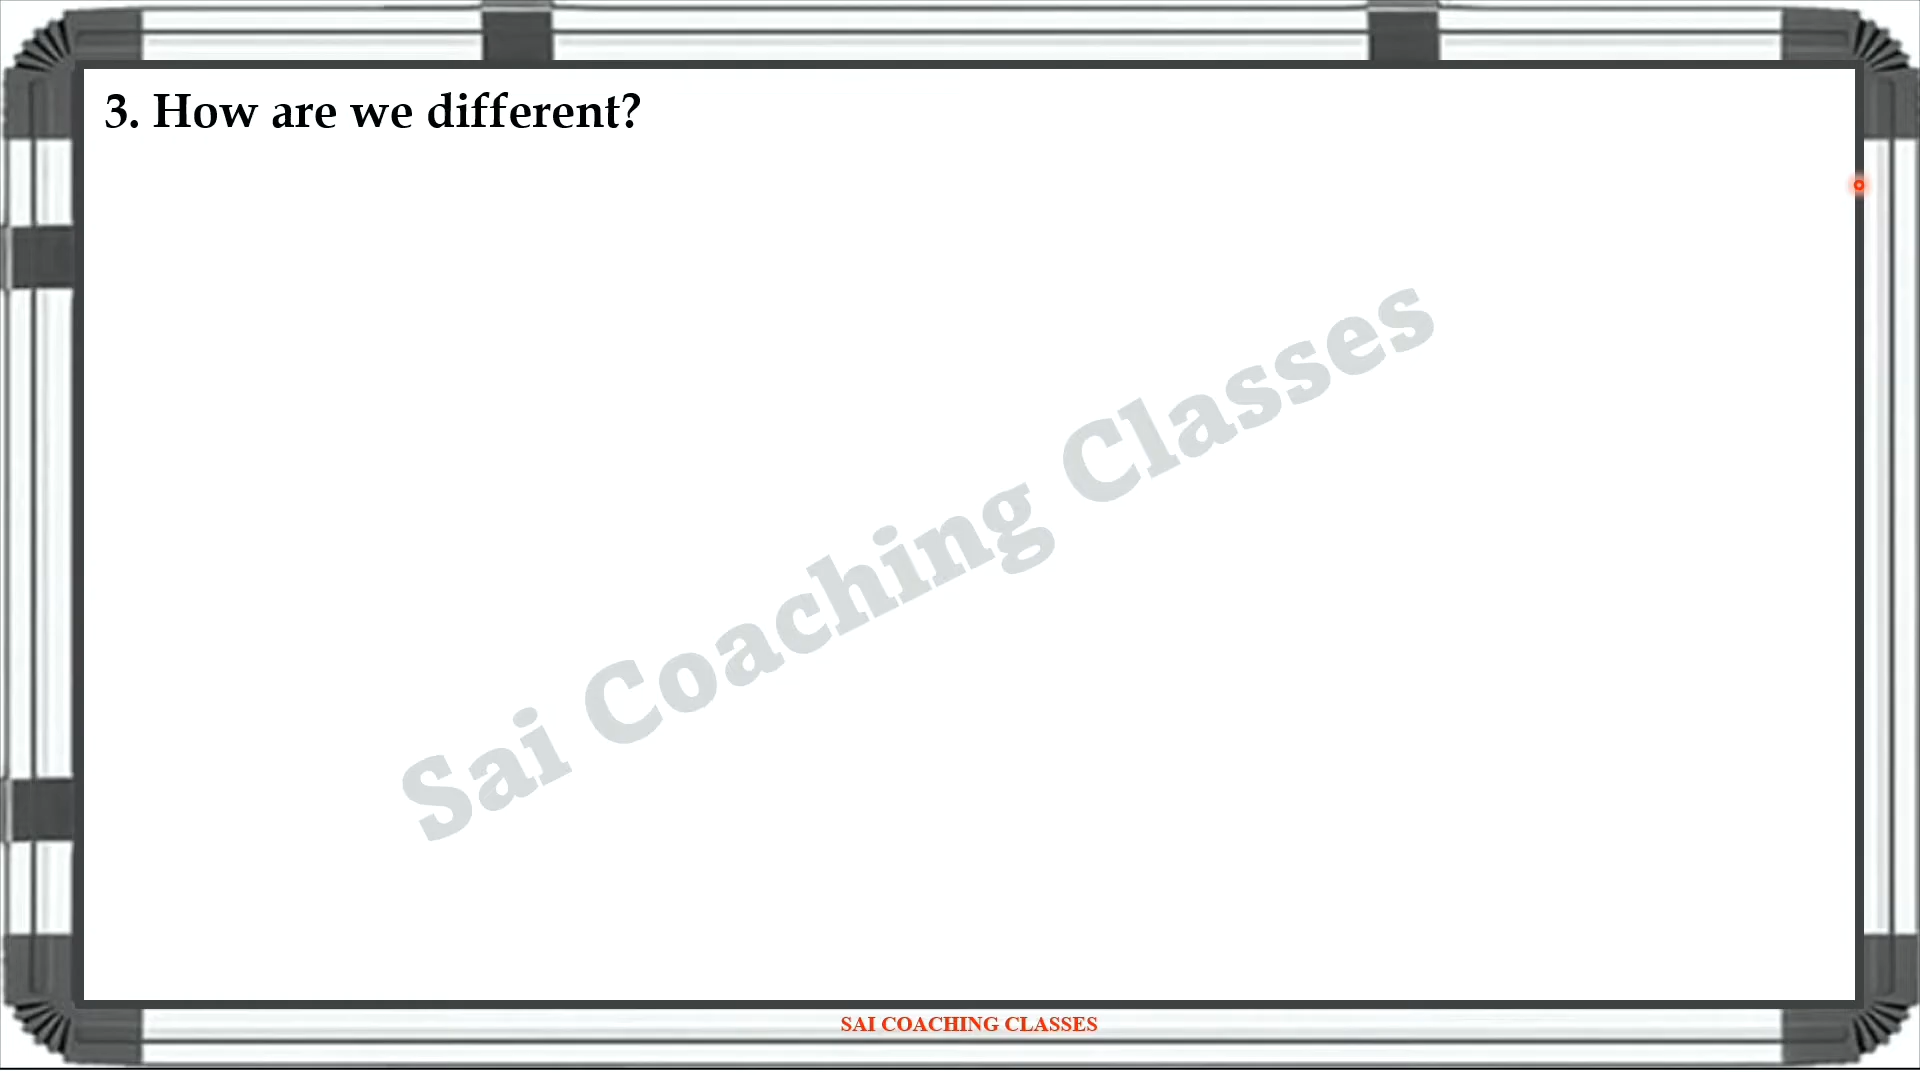 3. How are we different?
Sai Coaching Classes
SAI COACHING CLASSES